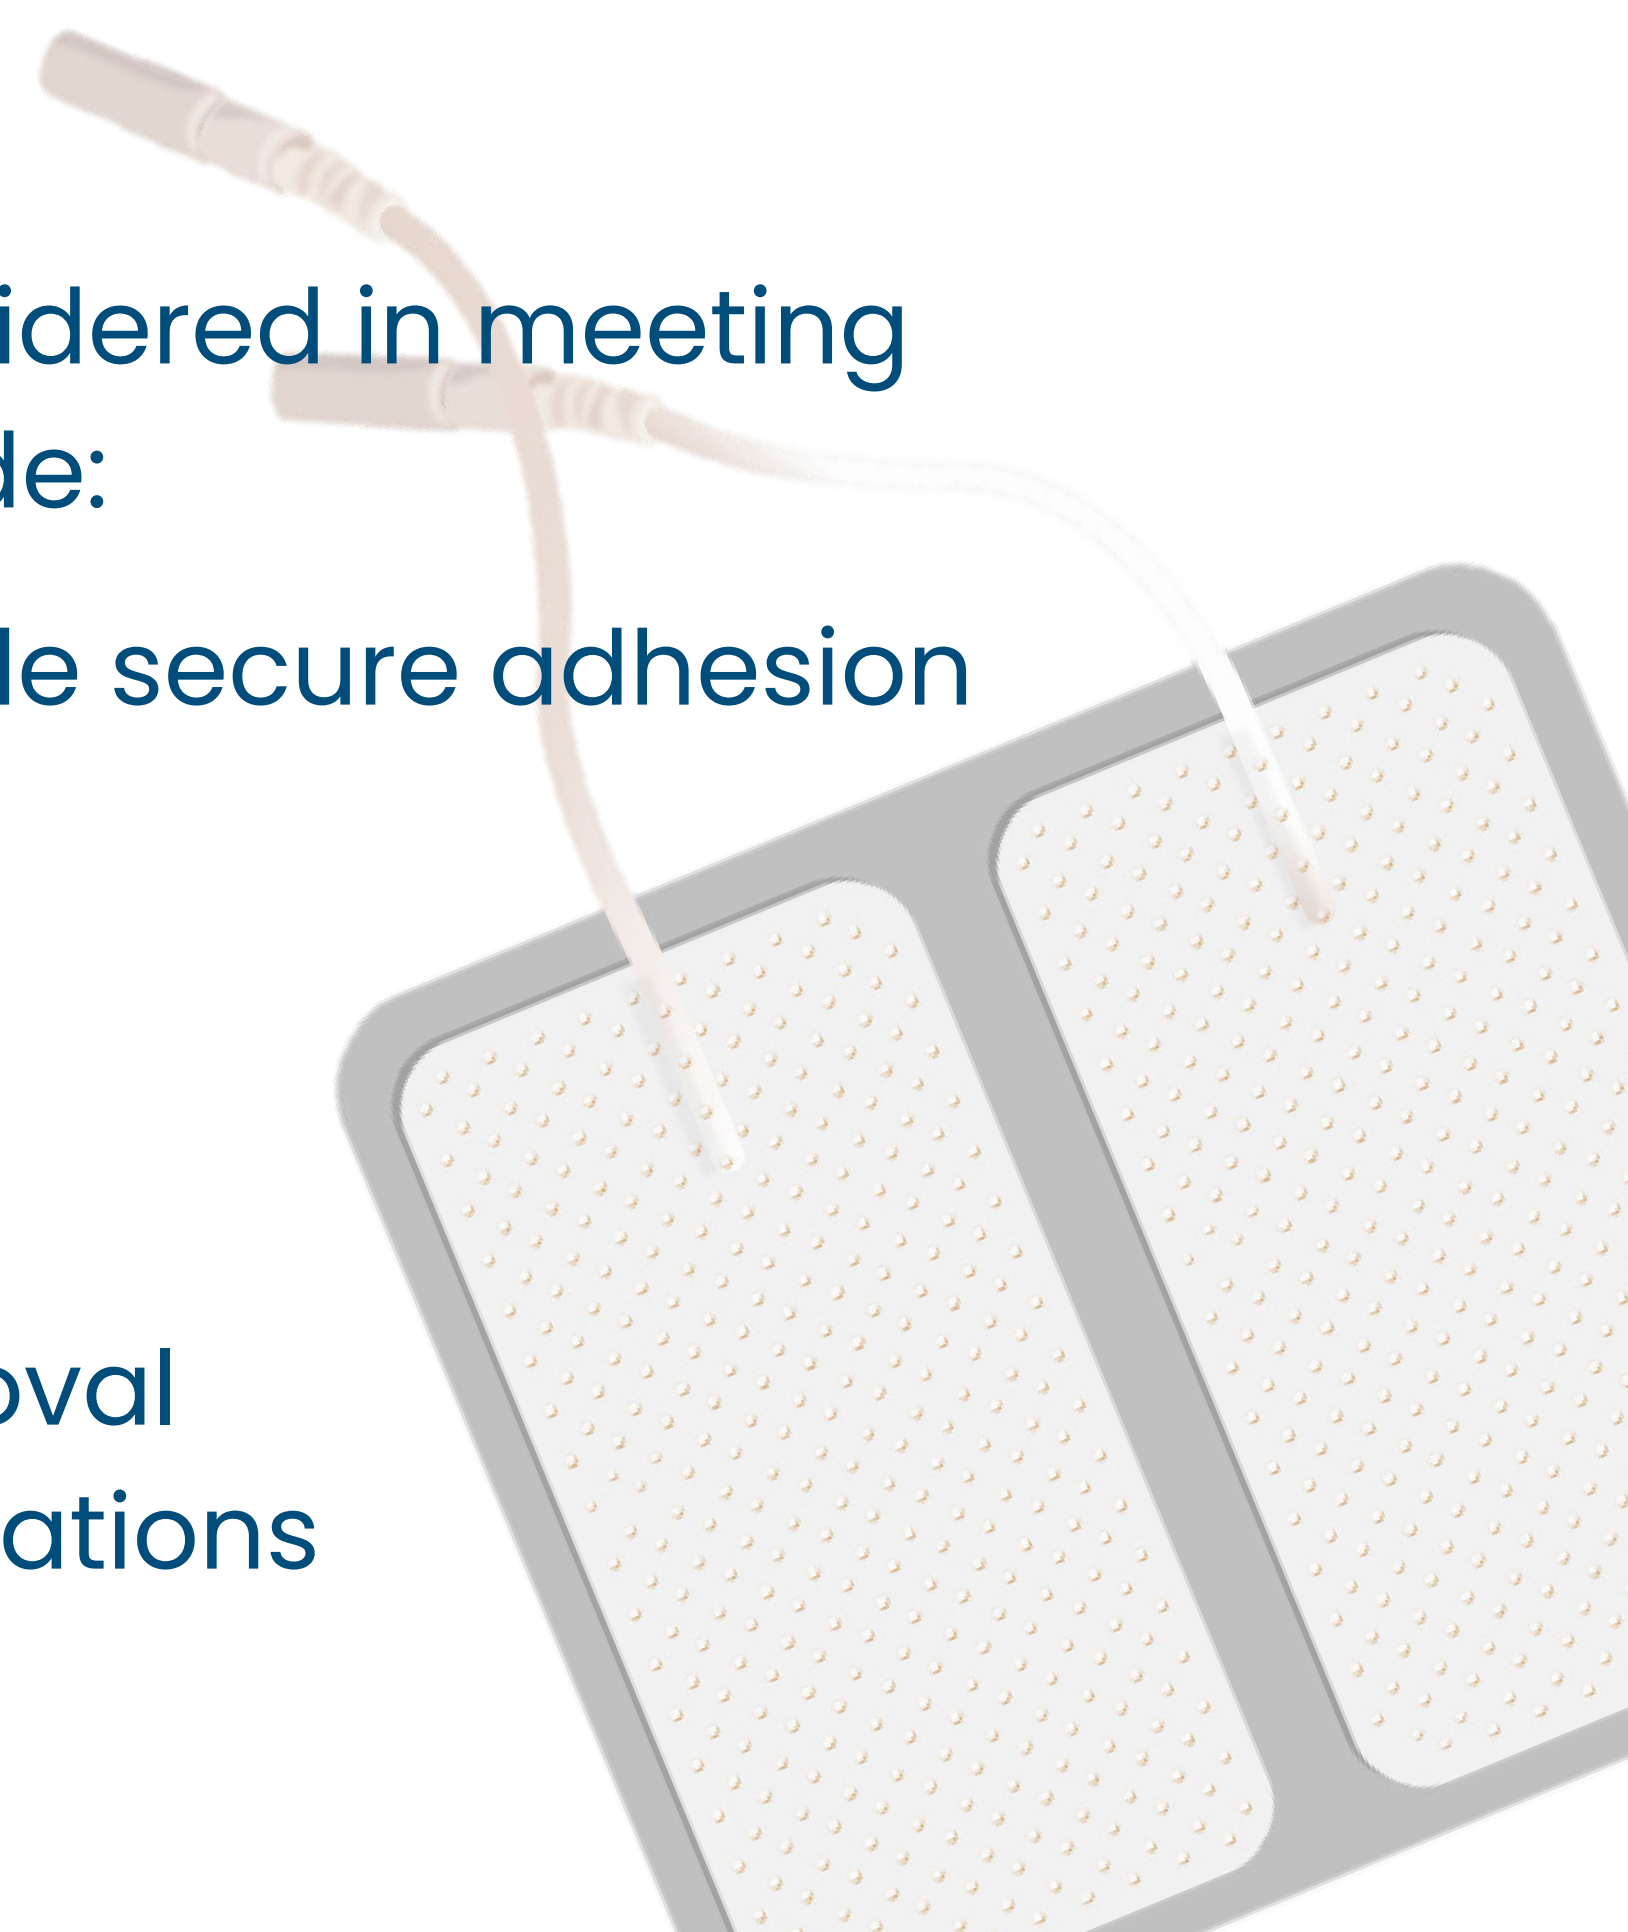 idered in meeting
de:
le secure adhesion
oval
ations